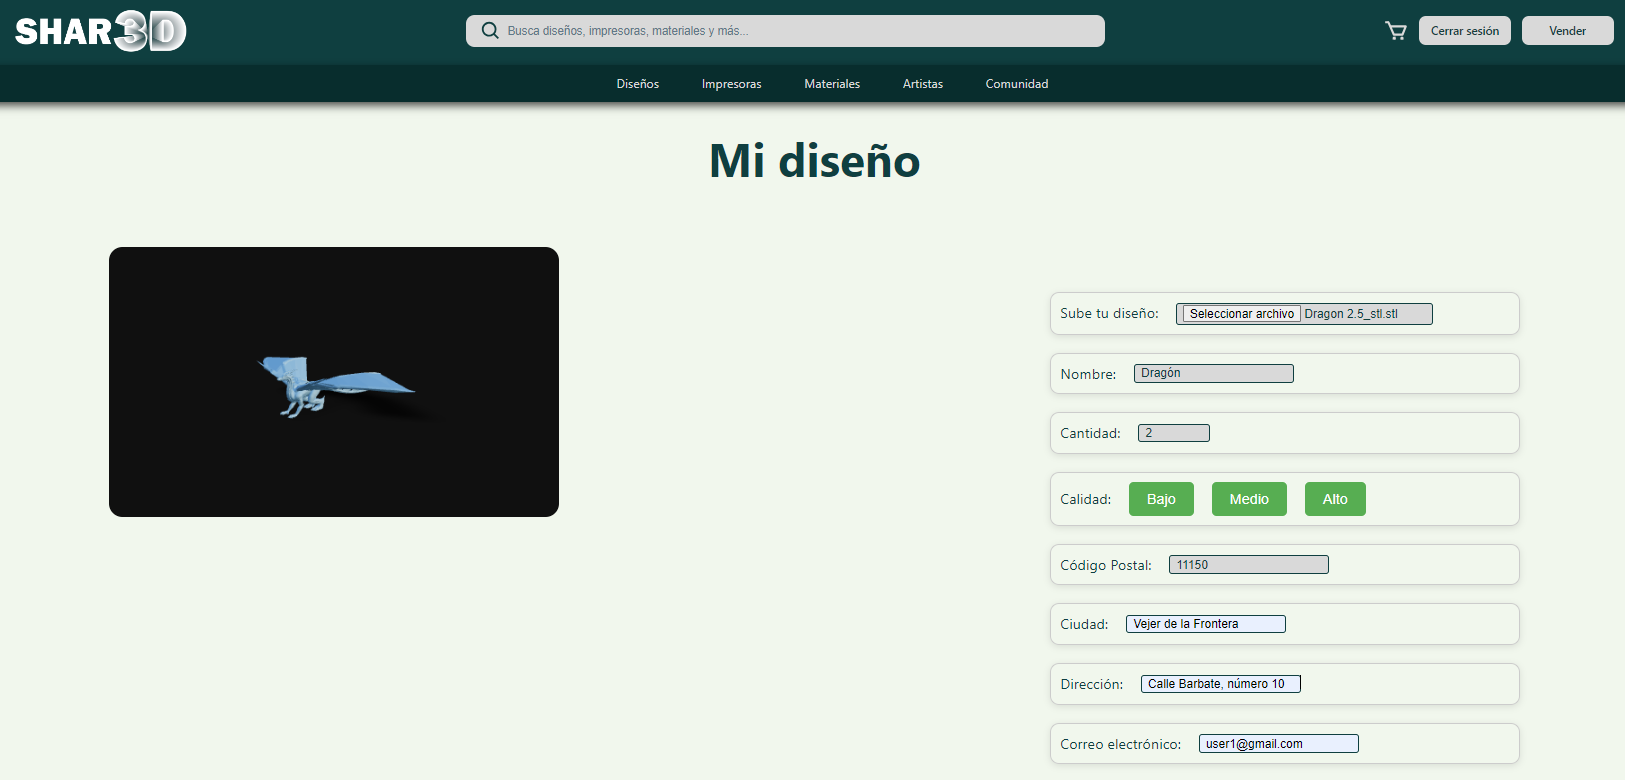 SHAR3D
Busca diseños, impresoras, materiales y más...
Cerrar sesión
Vender
Diseños Impresoras Materiales Artistas Comunidad
Mi diseño
Sube tu diseño: Seleccionar archivo Dragon 2.5_stl.stl
Nombre: Dragón
Cantidad: 2
Calidad: Bajo Medio Alto
Código Postal: 11150
Ciudad: Vejer de la Frontera
Dirección: Calle Barbate, número 10
Correo electrónico: user1@gmail.com